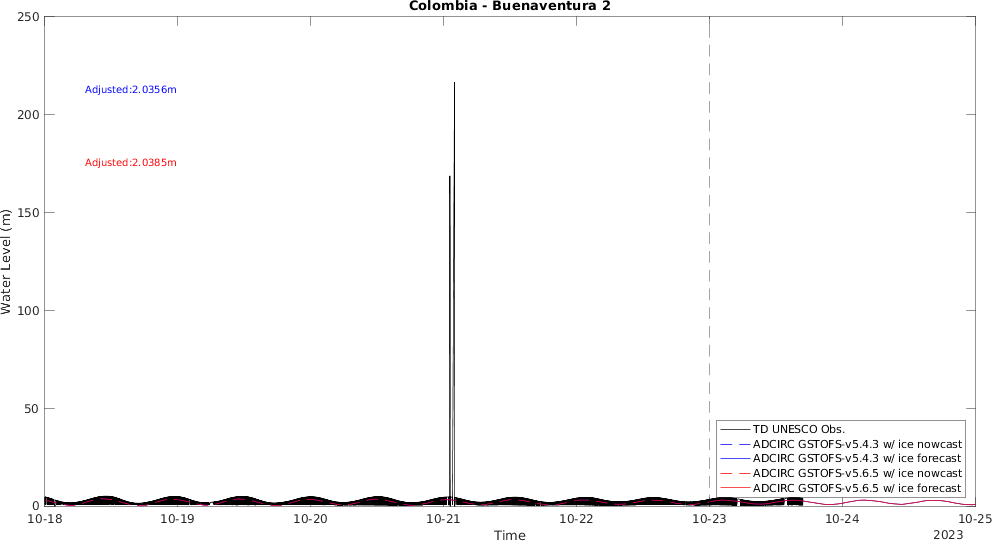 Colombia - Buenaventura 2
250
200
150
100
50
0
Water Level (m)
Adjusted:2.0356m
Adjusted:2.0385m
TD UNESCO Obs.
ADCIRC GSTOFS-v5.4.3 w/ ice nowcast
ADCIRC GSTOFS-v5.4.3 w/ ice forecast
ADCIRC GSTOFS-v5.6.5 w/ ice nowcast
ADCIRC GSTOFS-v5.6.5 w/ ice forecast
10-18 10-19 10-20 10-21 10-22 10-23 10-24 10-25
Time
2023